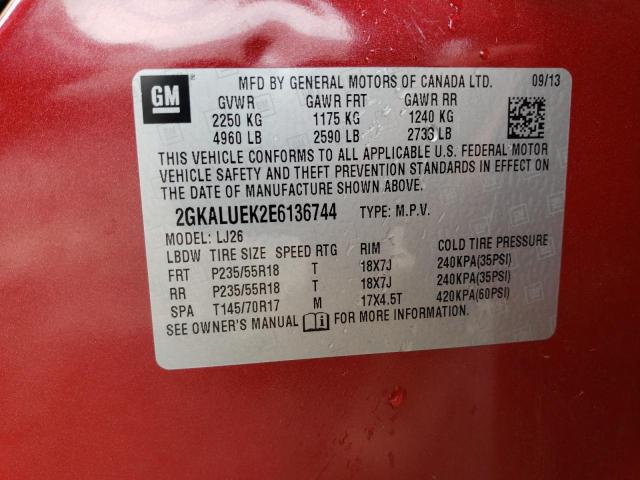 GM ®
MFD BY GENERAL MOTORS OF CANADA LTD. 09/13
GVWR GAWR FRT GAWR RR
2250 KG 1175 KG 1240 KG
4960 LB 2590 LB 2733 LB
THIS VEHICLE CONFORMS TO ALL APPLICABLE U.S. FEDERAL MOTOR
VEHICLE SAFETY AND THEFT PREVENTION STANDARDS IN EFFECT ON
THE DATE OF MANUFACTURE SHOWN ABOVE.
2GKALUEK2E6136744 TYPE: M.P.V.
MODEL: LJ26
LBDW TIRE SIZE SPEED RTG RIM COLD TIRE PRESSURE
FRT P235/55R18 T 18X7J 240KPA(35PSI)
RR P235/55R18 T 18X7J 240KPA(35PSI)
SPA T145/70R17 M 17X4.5T 420KPA(60PSI)
SEE OWNER'S MANUAL FOR MORE INFORMATION.